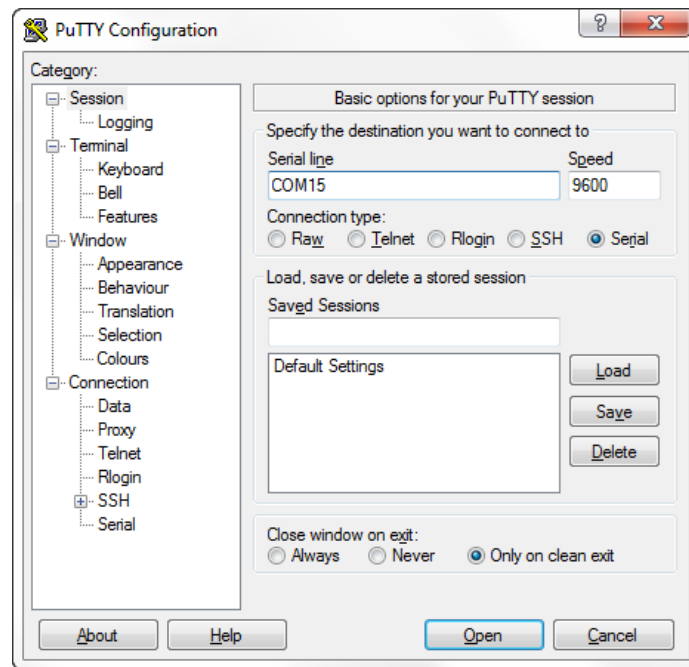 PuTTY Configuration
Category:
Session
Logging
Terminal
Keyboard
Bell
Features
Window
Appearance
Behaviour
Translation
Selection
Colours
Connection
Data
Proxy
Telnet
Rlogin
SSH
Serial
Basic options for your PuTTY session
Specify the destination you want to connect to
Serial line Speed
COM15 9600
Connection type:
Raw Telnet Rlogin SSH Serial
Load, save or delete a stored session
Saved Sessions
Default Settings
Load
Save
Delete
Close window on exit:
Always Never Only on clean exit
About Help Open Cancel